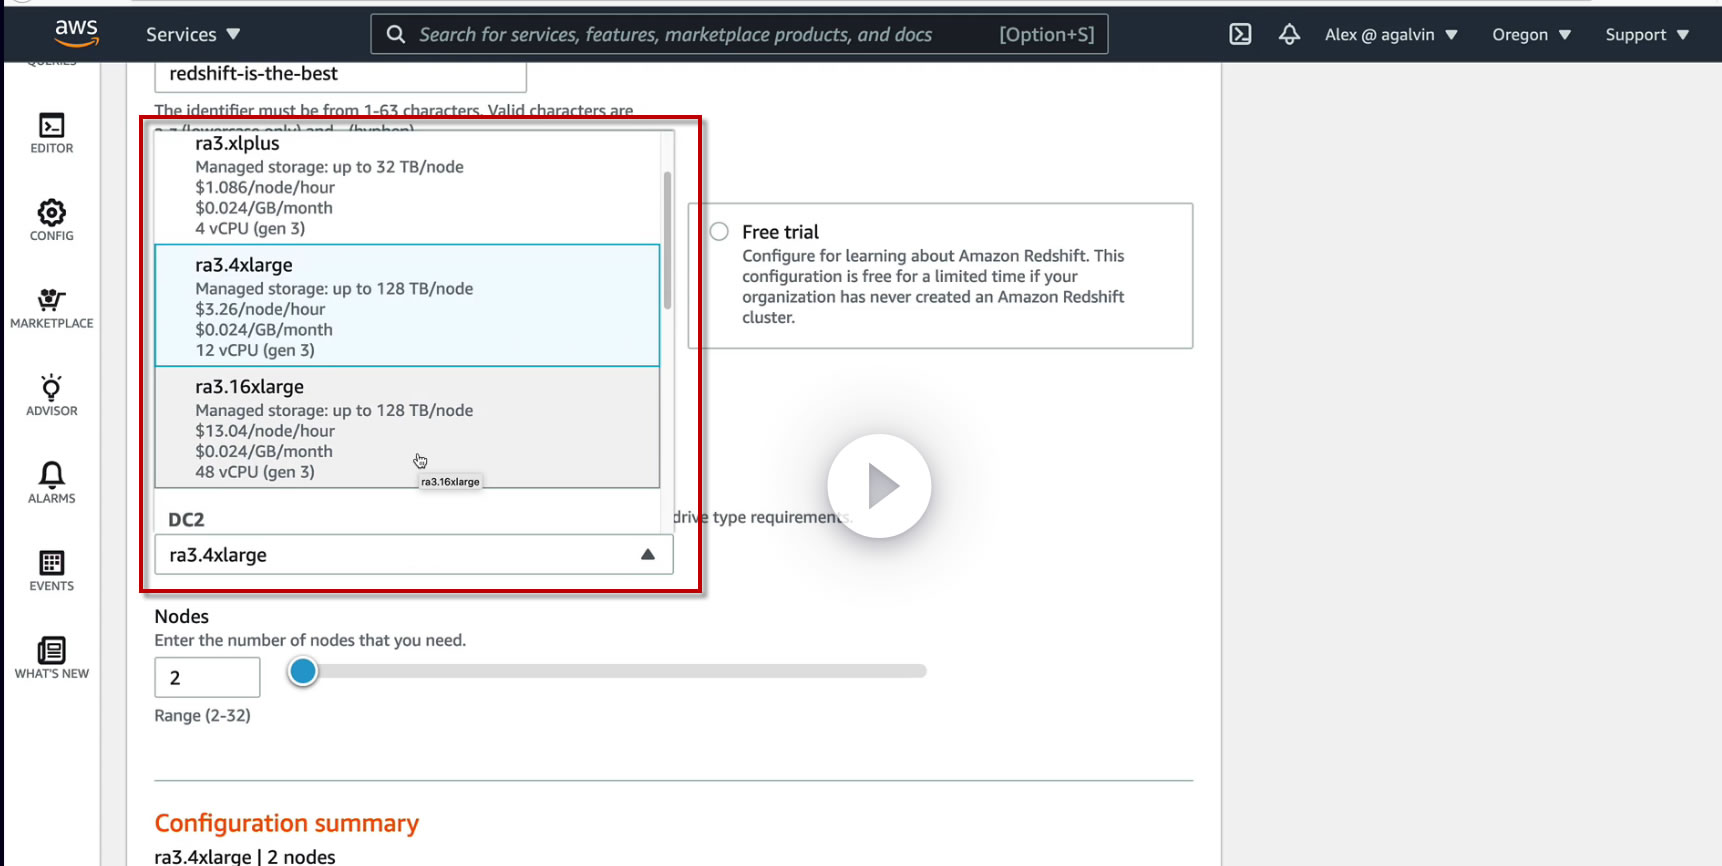 aws
Services
Search for services, features, marketplace products, and docs
[Option+S]
Alex @ agalvin
Oregon
Support
QUERIES
EDITOR
CONFIG
MARKETPLACE
ADVISOR
ALARMS
EVENTS
WHAT'S NEW
redshift-is-the-best
The identifier must be from 1-63 characters. Valid characters are
a-z (lowercase only) and - (hyphen).
ra3.xlplus
Managed storage: up to 32 TB/node
$1.086/node/hour
$0.024/GB/month
4 vCPU (gen 3)
ra3.4xlarge
Managed storage: up to 128 TB/node
$3.26/node/hour
$0.024/GB/month
12 vCPU (gen 3)
ra3.16xlarge
Managed storage: up to 128 TB/node
$13.04/node/hour
$0.024/GB/month
48 vCPU (gen 3)
ra3.16xlarge
DC2
ra3.4xlarge
Free trial
Configure for learning about Amazon Redshift. This
configuration is free for a limited time if your
organization has never created an Amazon Redshift
cluster.
drive type requirements.
Nodes
Enter the number of nodes that you need.
2
Range (2-32)
Configuration summary
ra3.4xlarge | 2 nodes